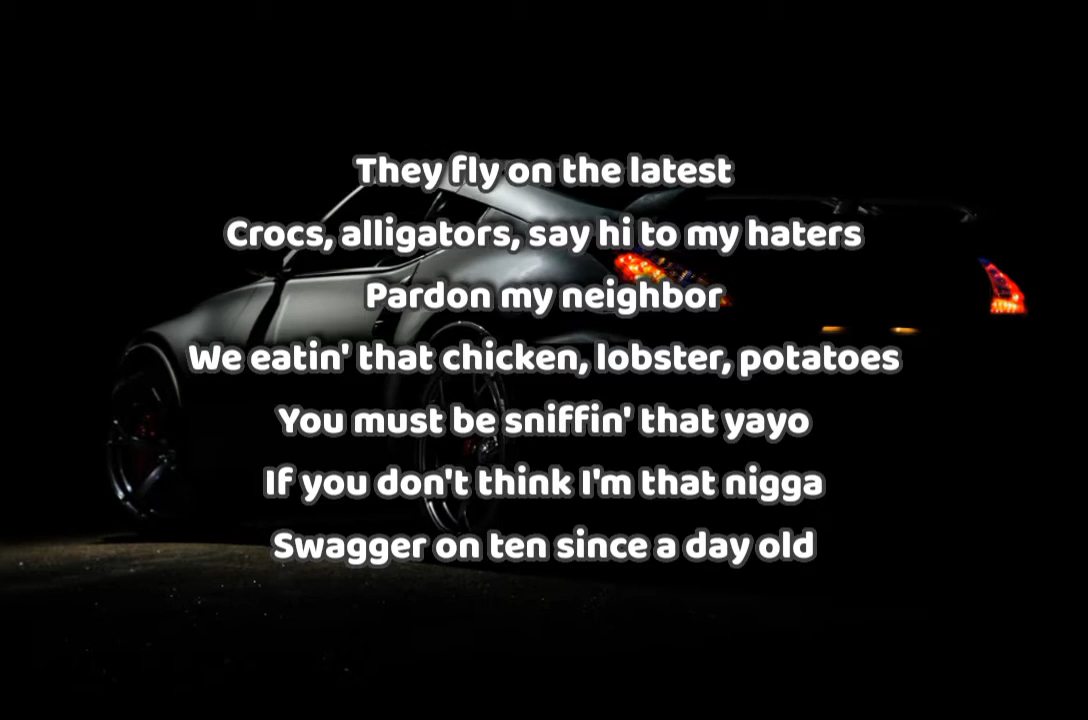 They fly on the latest
Crocs, alligators, say hi to my haters
Pardon my neighbor
We eatin' that chicken, lobster, potatoes
You must be sniffin' that yayo
If you don't think I'm that nigga
Swagger on ten since a day old